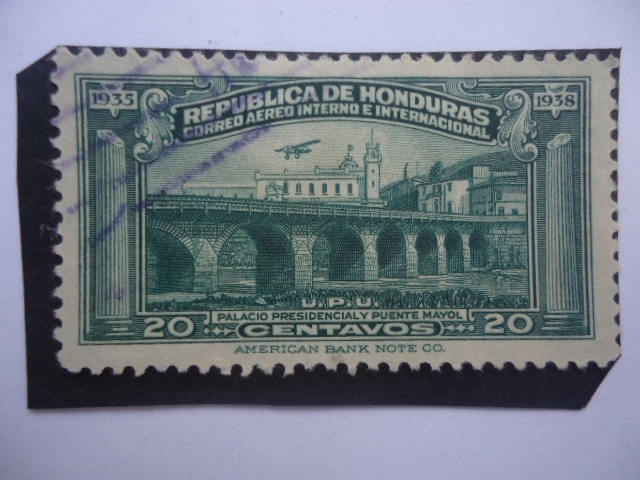 1935 1938
REPUBLICA DE HONDURAS
CORREO AEREO INTERNO E INTERNACIONAL
U.P.U.
PALACIO PRESIDENCIAL Y PUENTE MAYOL
20 CENTAVOS 20
AMERICAN BANK NOTE CO.